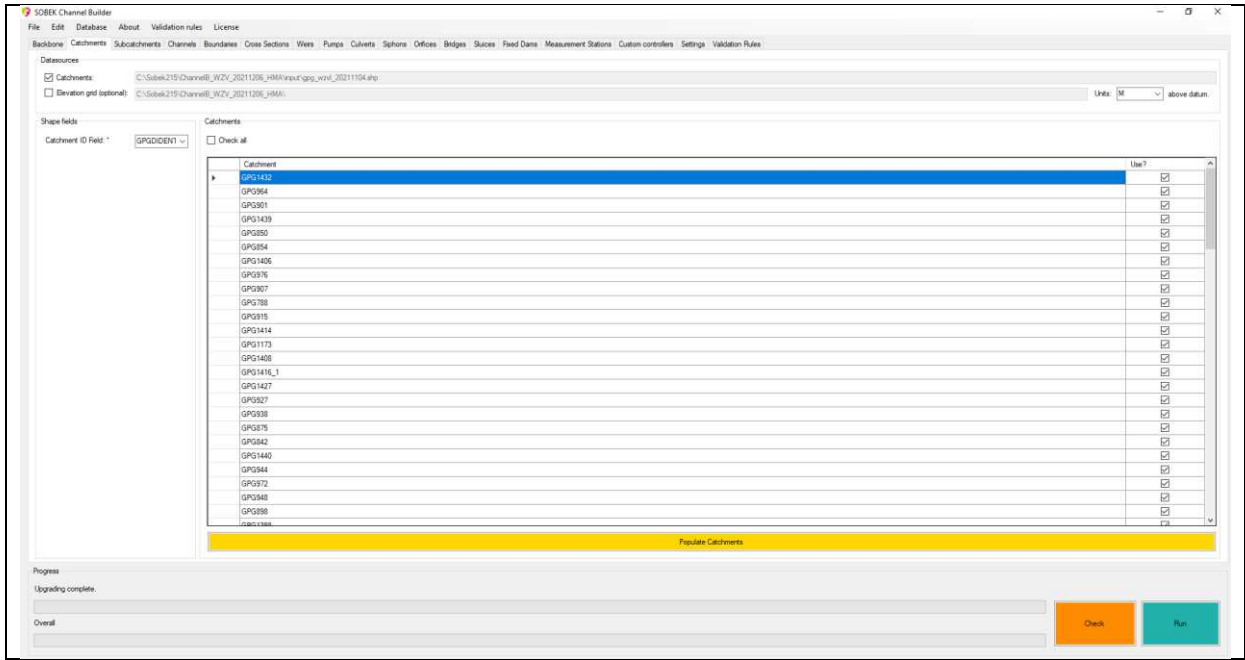 SOBEK Channel Builder
File Edit Database About Validation rules License
Backbone Catchments Subcatchments Channels Boundaries Cross Sections Weirs Pumps Culverts Siphons Orifices Bridges Sluices Fixed Dams Measurement Stations Custom controllers Settings Validation Rules
Datasources
Catchments: C:\Sobek215\ChannelB_WZV_20211206_HMA\input\gpg_wzvl_20211104.shp
Elevation grid (optional): C:\Sobek215\ChannelB_WZV_20211206_HMA\ Units: M above datum.
Shape fields Catchments
Catchment ID Field: * GPGIDENT Check all
Catchment Use?
GPG1432
GPG964
GPG901
GPG1439
GPG850
GPG854
GPG1406
GPG976
GPG907
GPG788
GPG915
GPG1414
GPG1173
GPG1408
GPG1416_1
GPG1427
GPG927
GPG938
GPG875
GPG842
GPG1440
GPG944
GPG972
GPG948
GPG898
Populate Catchments
Progress
Upgrading complete.
Overall
Check Run